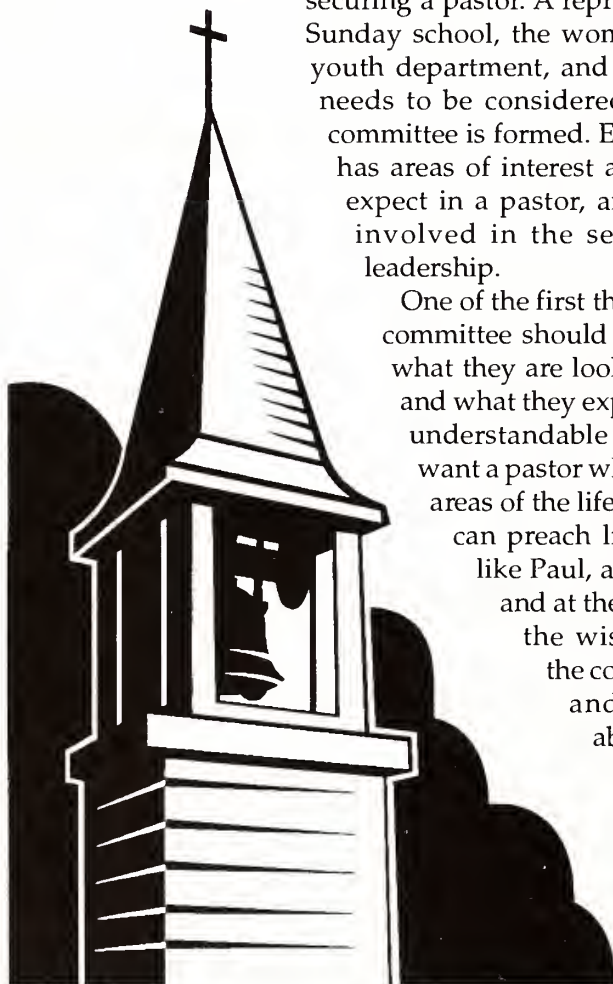 securing a pastor. A repr
Sunday school, the wom
youth department, and
needs to be considered
committee is formed. E
has areas of interest a
expect in a pastor, a
involved in the se
leadership.
One of the first th
committee should
what they are look
and what they exp
understandable
want a pastor wh
areas of the life
can preach l
like Paul, a
and at the
the wis
the co
and
ab